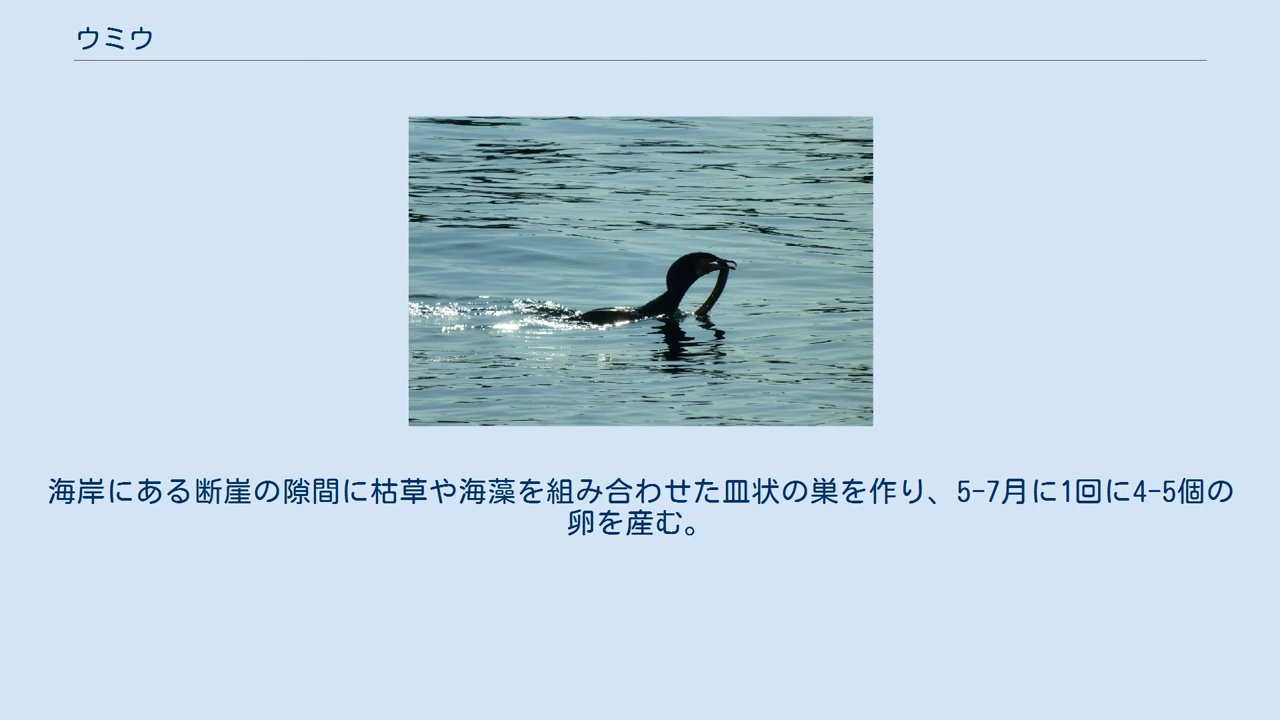 ウミウ
海岸にある断崖の隙間に枯草や海藻を組み合わせた皿状の巣を作り、5-7月に1回に4-5個の
卵を産む。